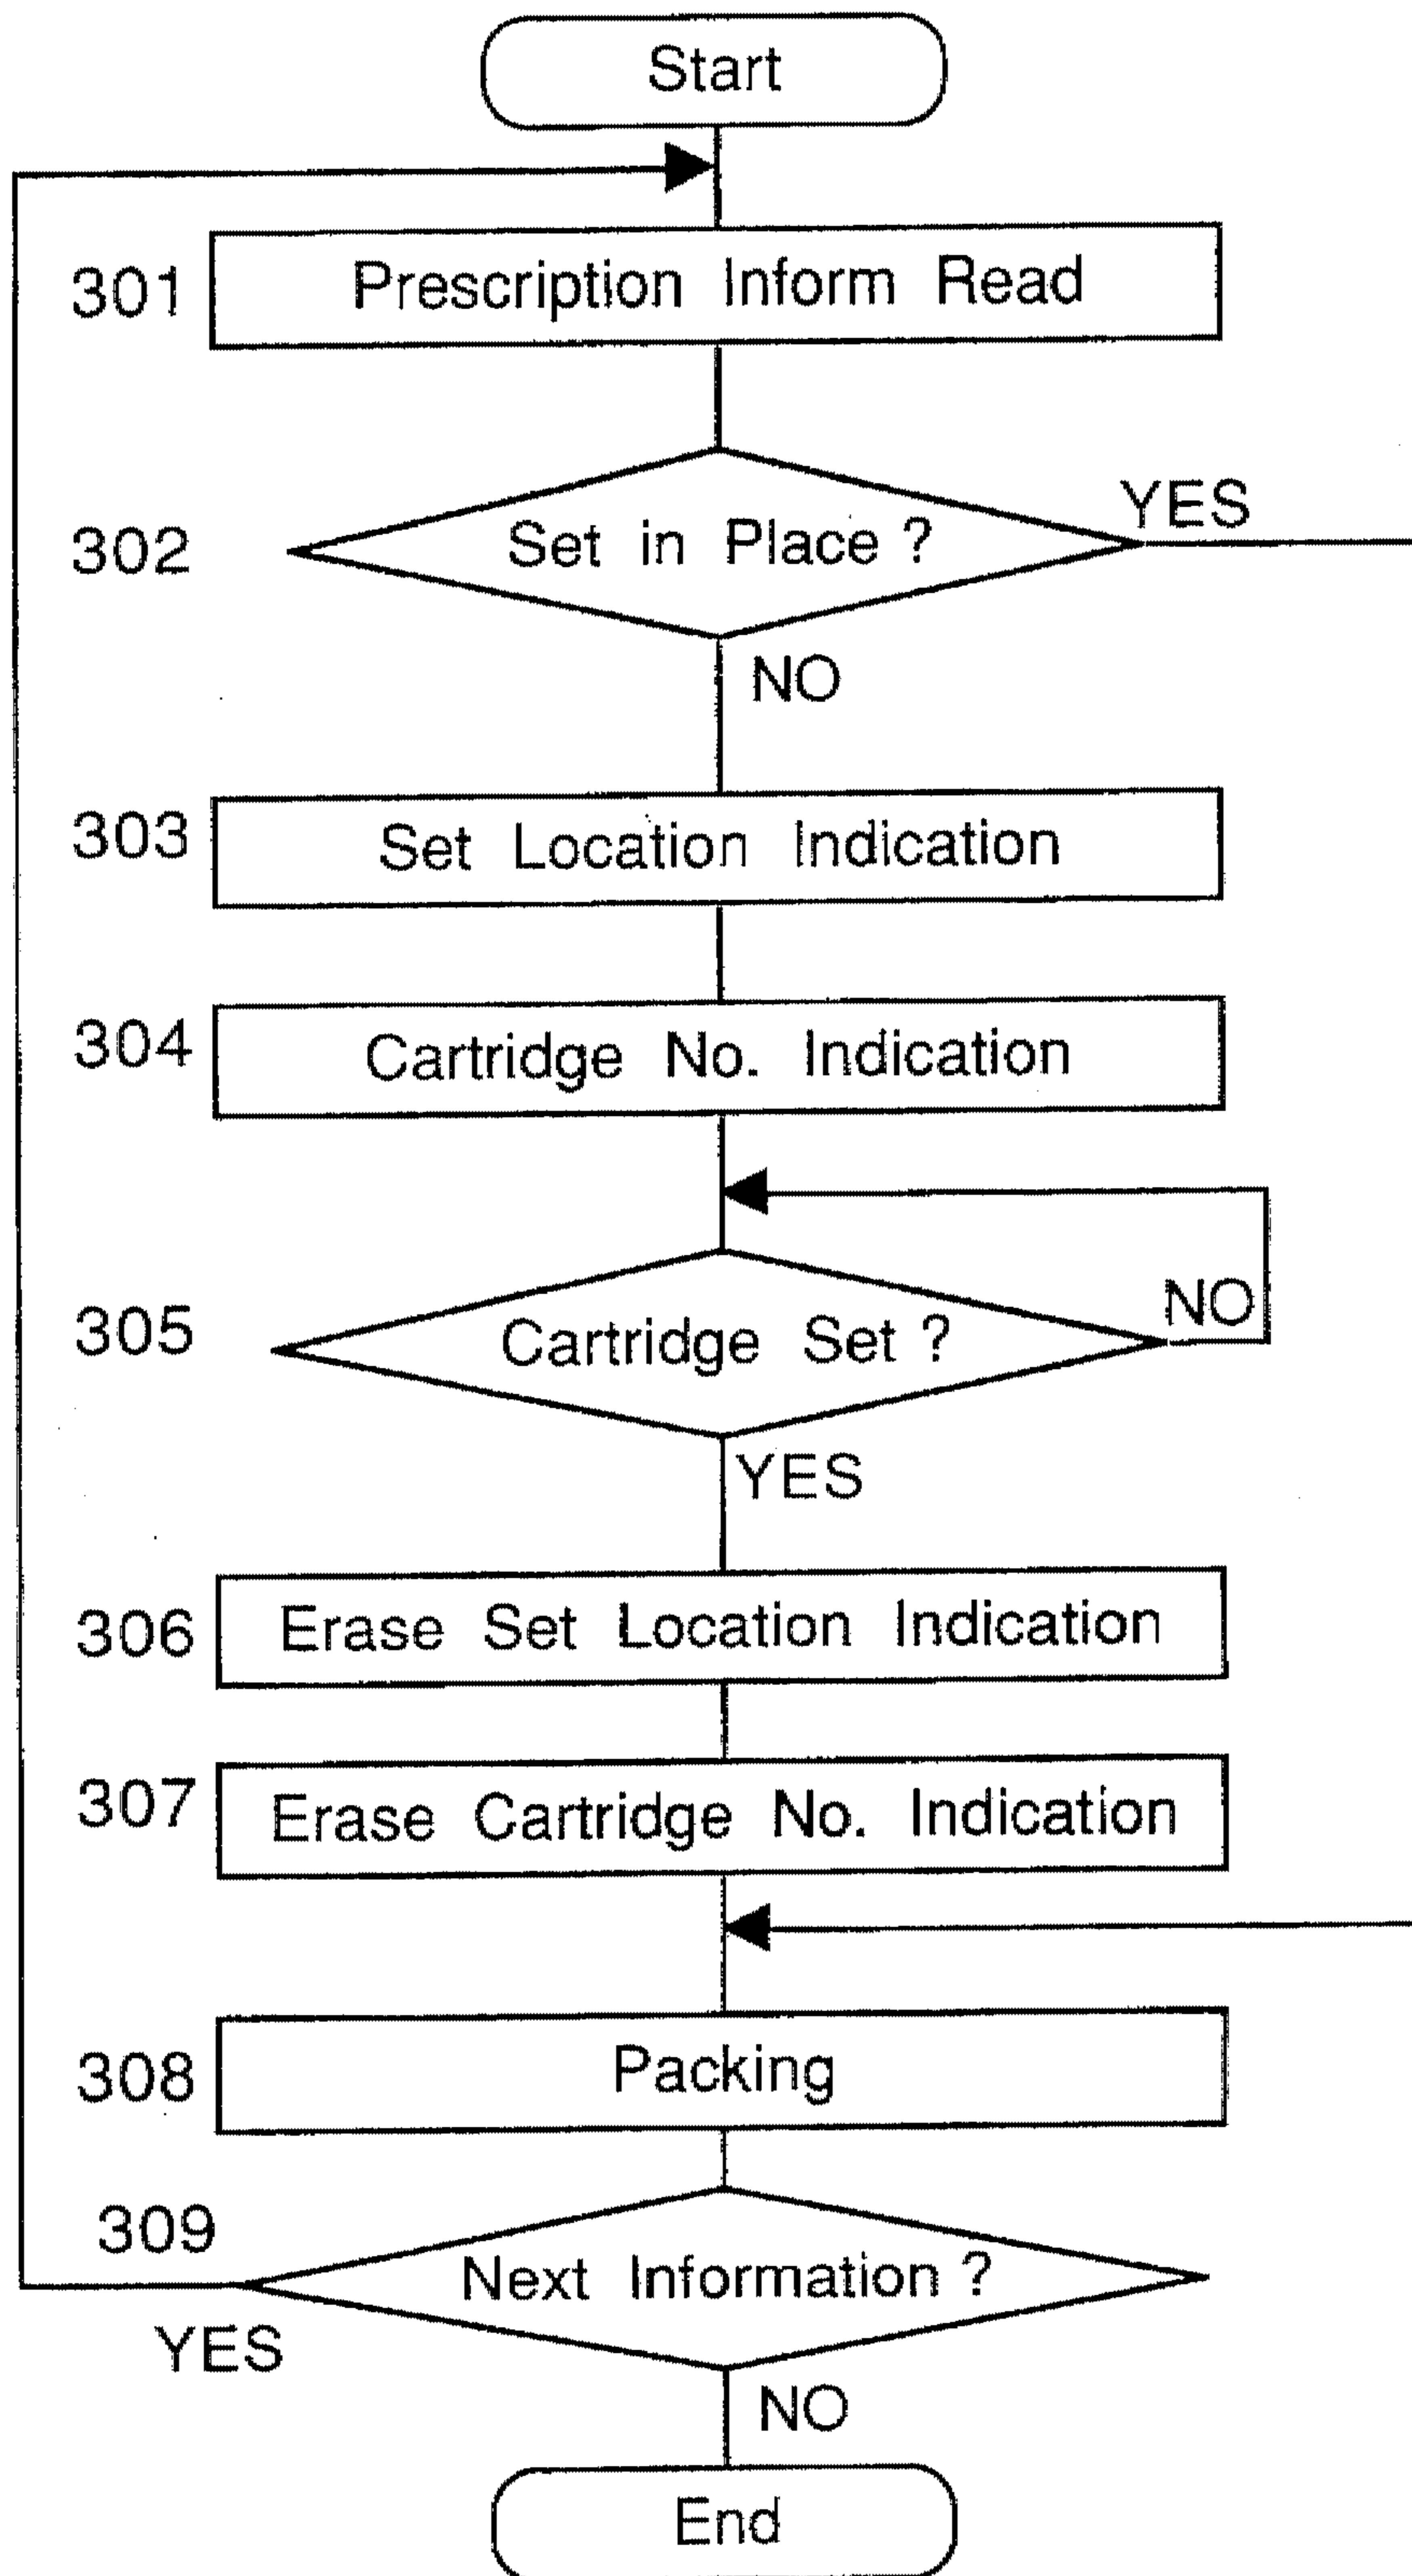 Start
301 Prescription Inform Read
302 Set in Place ? YES
NO
303 Set Location Indication
304 Cartridge No. Indication
305 Cartridge Set ? NO
YES
306 Erase Set Location Indication
307 Erase Cartridge No. Indication
308 Packing
309 Next Information ?
YES
NO
End